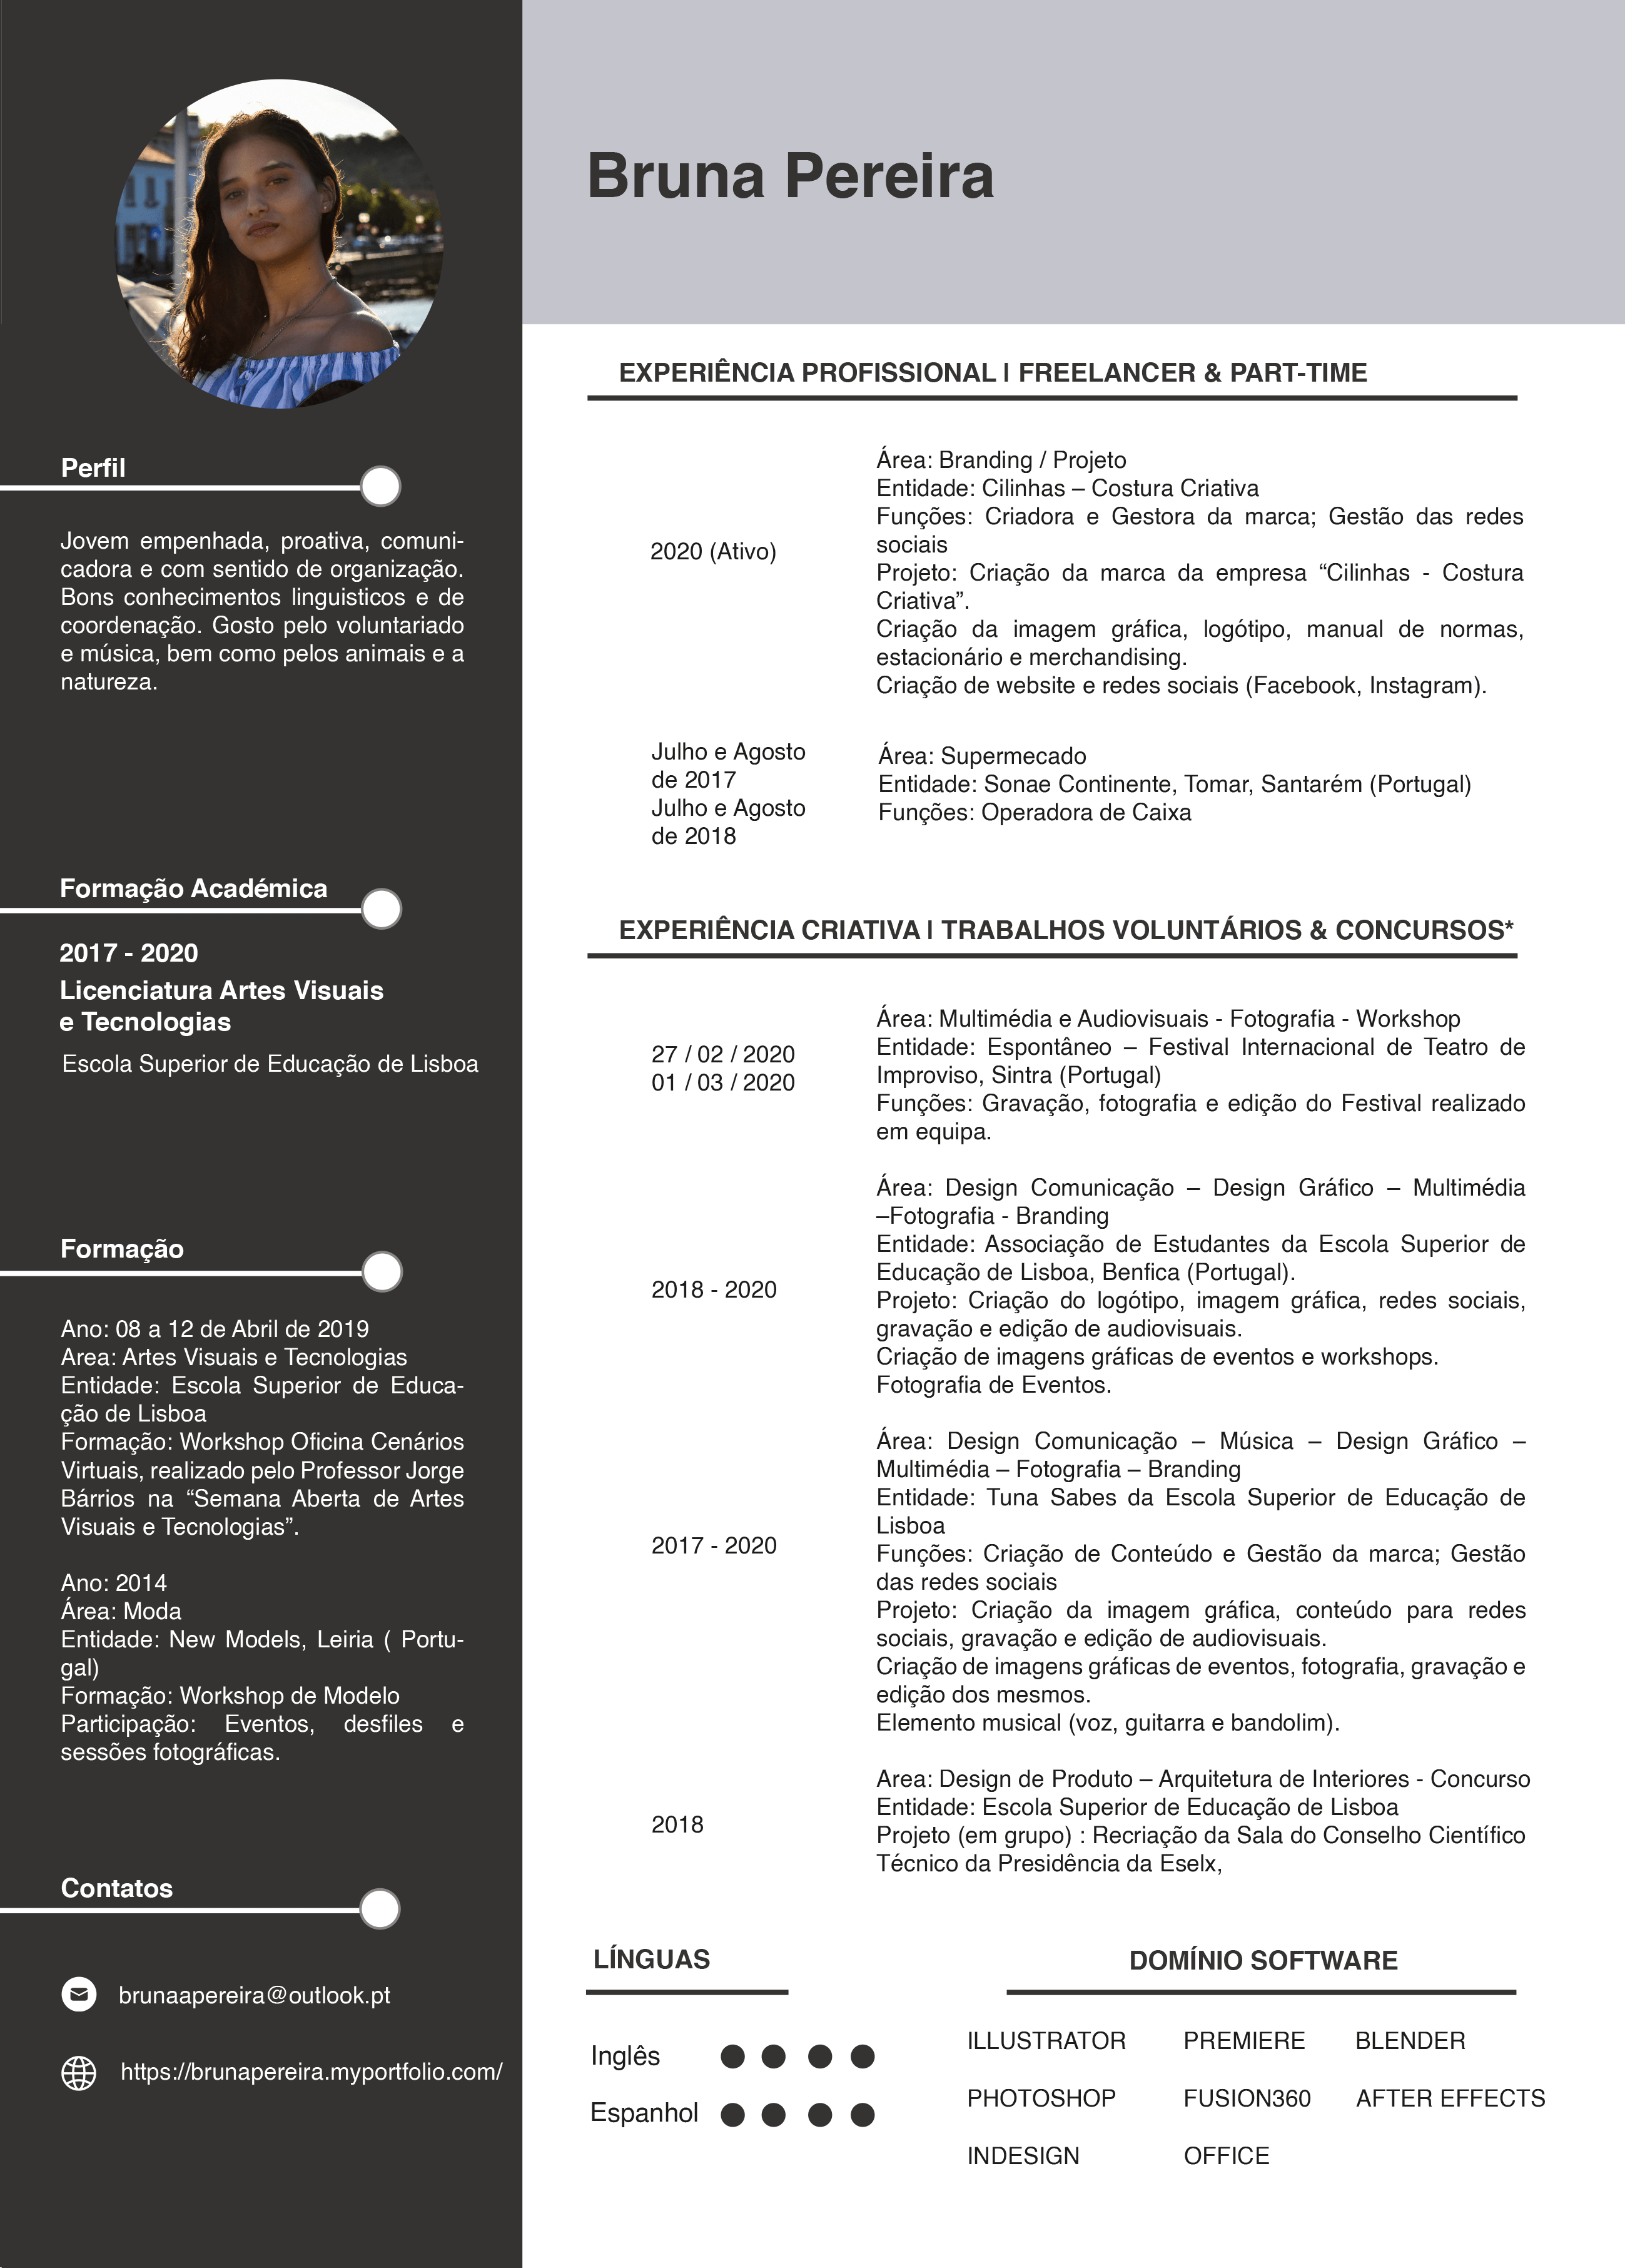 Bruna Pereira
Perfil
Jovem empenhada, proativa, comuni-
cadora e com sentido de organização.
Bons conhecimentos linguisticos e de
coordenação. Gosto pelo voluntariado
e música, bem como pelos animais e a
natureza.
Formação Académica
2017 - 2020
Licenciatura Artes Visuais
e Tecnologias
Escola Superior de Educação de Lisboa
Formação
Ano: 08 a 12 de Abril de 2019
Area: Artes Visuais e Tecnologias
Entidade: Escola Superior de Educa-
ção de Lisboa
Formação: Workshop Oficina Cenários
Virtuais, realizado pelo Professor Jorge
Bárrios na “Semana Aberta de Artes
Visuais e Tecnologias”.
Ano: 2014
Área: Moda
Entidade: New Models, Leiria ( Portu-
gal)
Formação: Workshop de Modelo
Participação: Eventos, desfiles e
sessões fotográficas.
Contatos
brunaapereira@outlook.pt
https://brunapereira.myportfolio.com/
EXPERIÊNCIA PROFISSIONAL | FREELANCER & PART-TIME
2020 (Ativo)
Área: Branding / Projeto
Entidade: Cilinhas – Costura Criativa
Funções: Criadora e Gestora da marca; Gestão das redes
sociais
Projeto: Criação da marca da empresa “Cilinhas - Costura
Criativa”.
Criação da imagem gráfica, logótipo, manual de normas,
estacionário e merchandising.
Criação de website e redes sociais (Facebook, Instagram).
Julho e Agosto
de 2017
Julho e Agosto
de 2018
Área: Supermecado
Entidade: Sonae Continente, Tomar, Santarém (Portugal)
Funções: Operadora de Caixa
EXPERIÊNCIA CRIATIVA | TRABALHOS VOLUNTÁRIOS & CONCURSOS*
27 / 02 / 2020
01 / 03 / 2020
Área: Multimédia e Audiovisuais - Fotografia - Workshop
Entidade: Espontâneo – Festival Internacional de Teatro de
Improviso, Sintra (Portugal)
Funções: Gravação, fotografia e edição do Festival realizado
em equipa.
2018 - 2020
Área: Design Comunicação – Design Gráfico – Multimédia
–Fotografia - Branding
Entidade: Associação de Estudantes da Escola Superior de
Educação de Lisboa, Benfica (Portugal).
Projeto: Criação do logótipo, imagem gráfica, redes sociais,
gravação e edição de audiovisuais.
Criação de imagens gráficas de eventos e workshops.
Fotografia de Eventos.
2017 - 2020
Área: Design Comunicação – Música – Design Gráfico –
Multimédia – Fotografia – Branding
Entidade: Tuna Sabes da Escola Superior de Educação de
Lisboa
Funções: Criação de Conteúdo e Gestão da marca; Gestão
das redes sociais
Projeto: Criação da imagem gráfica, conteúdo para redes
sociais, gravação e edição de audiovisuais.
Criação de imagens gráficas de eventos, fotografia, gravação e
edição dos mesmos.
Elemento musical (voz, guitarra e bandolim).
2018
Area: Design de Produto – Arquitetura de Interiores - Concurso
Entidade: Escola Superior de Educação de Lisboa
Projeto (em grupo) : Recriação da Sala do Conselho Científico
Técnico da Presidência da Eselx,
LÍNGUAS
Inglês
Espanhol
DOMÍNIO SOFTWARE
ILLUSTRATOR PREMIERE BLENDER
PHOTOSHOP FUSION360 AFTER EFFECTS
INDESIGN OFFICE